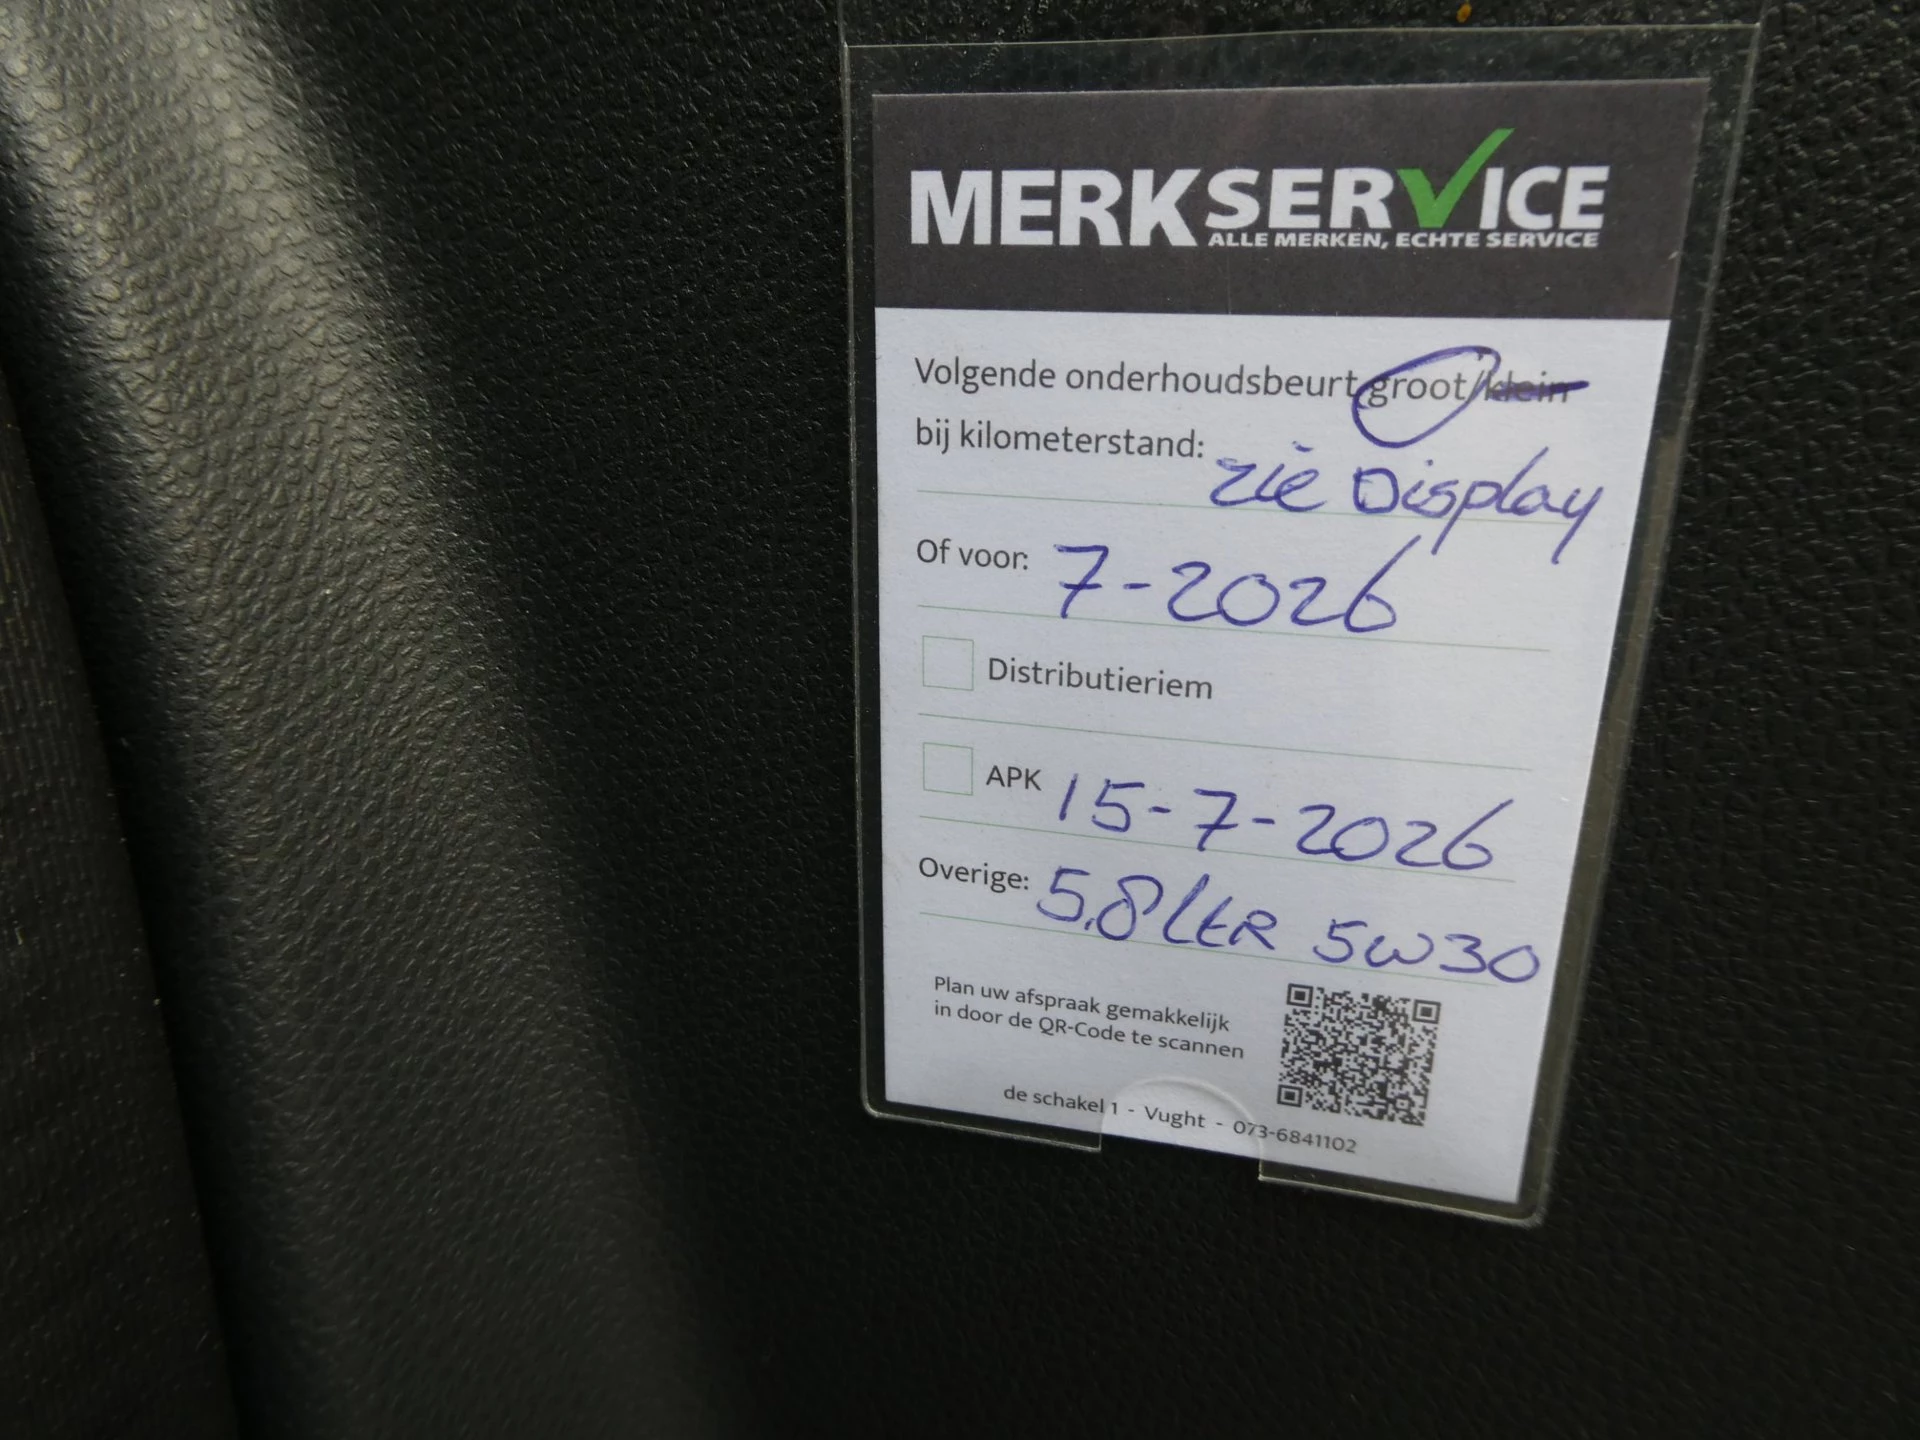 MERKSERVICE
ALLE MERKEN, ECHTE SERVICE
Volgende onderhoudsbeurt groot/klein
bij kilometerstand: zie Display
Of voor: 7-2026
Distributieriem
APK 15-7-2026
Overige: 5,8 LtR 5W30
Plan uw afspraak gemakkelijk
in door de QR-Code te scannen
de schakel 1 - Vught - 073-6841102